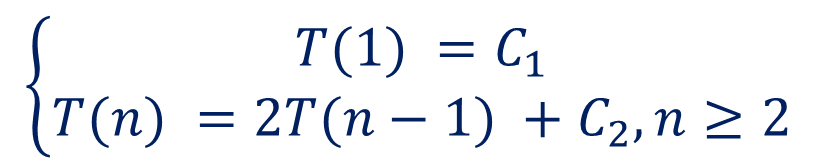 T(1) = C₁
T(n) = 2T(n − 1) + C₂, n ≥ 2